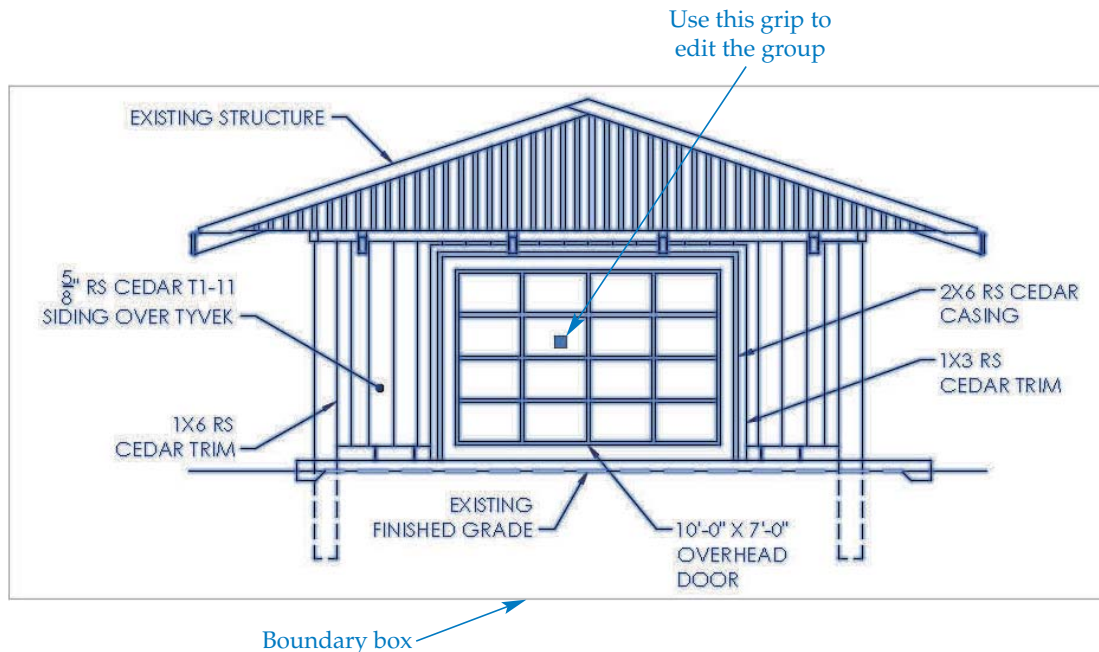 Use this grip to
edit the group
EXISTING STRUCTURE
5/8" RS CEDAR T1-11
SIDING OVER TYVEK
2X6 RS CEDAR
CASING
1X3 RS
CEDAR TRIM
1X6 RS
CEDAR TRIM
EXISTING
FINISHED GRADE
10'-0" X 7'-0"
OVERHEAD
DOOR
Boundary box